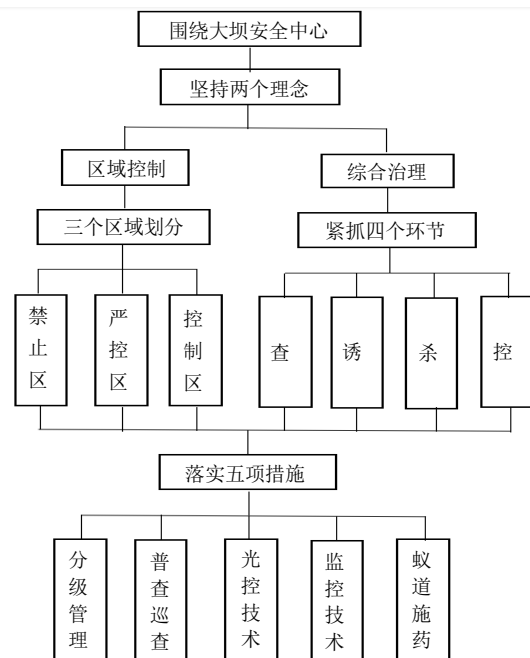 围绕大坝安全中心
坚持两个理念
区域控制
综合治理
三个区域划分
紧抓四个环节
禁止区
严控区
控制区
查
诱
杀
控
落实五项措施
分级管理
普查巡查
光控技术
监控技术
蚁道施药